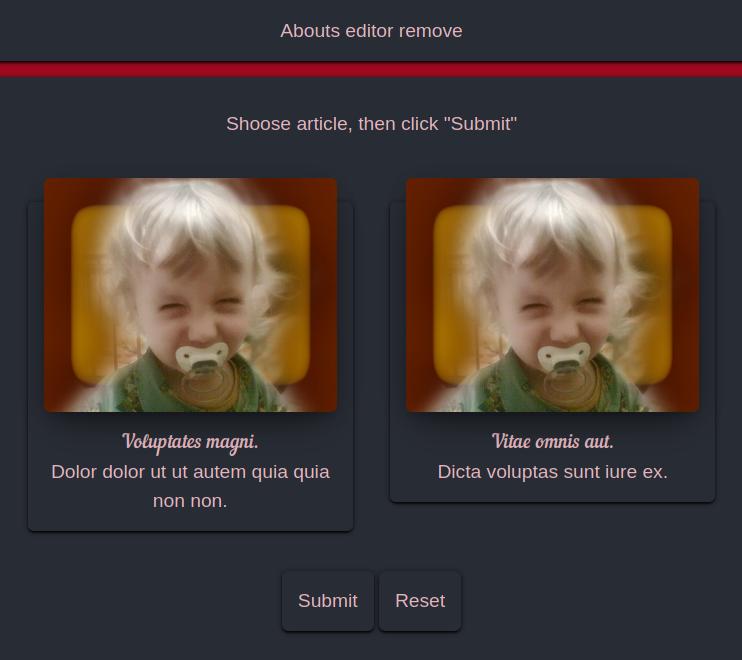 Abouts editor remove
Shoose article, then click "Submit"
Voluptates magni.
Dolor dolor ut ut autem quia quia
non non.
Vitae omnis aut.
Dicta voluptas sunt iure ex.
Submit
Reset